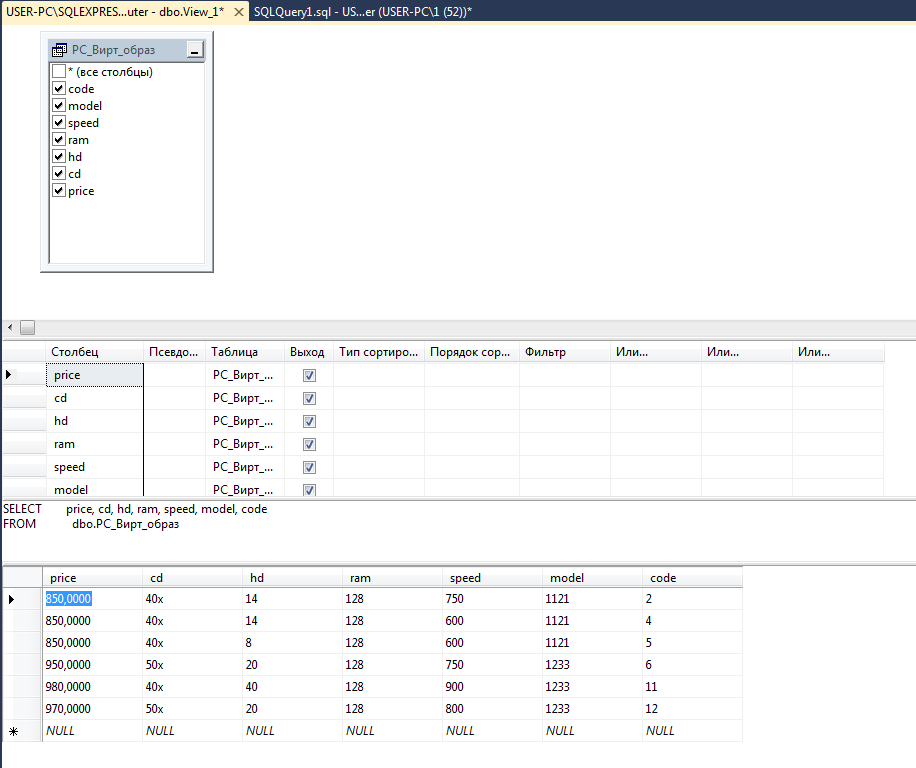 USER-PC\SQLEXPRES...uter - dbo.View_1* SQLQuery1.sql - US...er (USER-PC\1 (52))*
PC_Вирт_образ
* (все столбцы)
code
model
speed
ram
hd
cd
price
Столбец Псевдо... Таблица Выход Тип сортиро... Порядок сор... Фильтр Или... Или... Или...
price PC_Вирт_...
cd PC_Вирт_...
hd PC_Вирт_...
ram PC_Вирт_...
speed PC_Вирт_...
model PC_Вирт_...
SELECT price, cd, hd, ram, speed, model, code
FROM dbo.PC_Вирт_образ
price cd hd ram speed model code
850,0000 40x 14 128 750 1121 2
850,0000 40x 14 128 600 1121 4
850,0000 40x 8 128 600 1121 5
950,0000 50x 20 128 750 1233 6
980,0000 40x 40 128 900 1233 11
970,0000 50x 20 128 800 1233 12
NULL NULL NULL NULL NULL NULL NULL